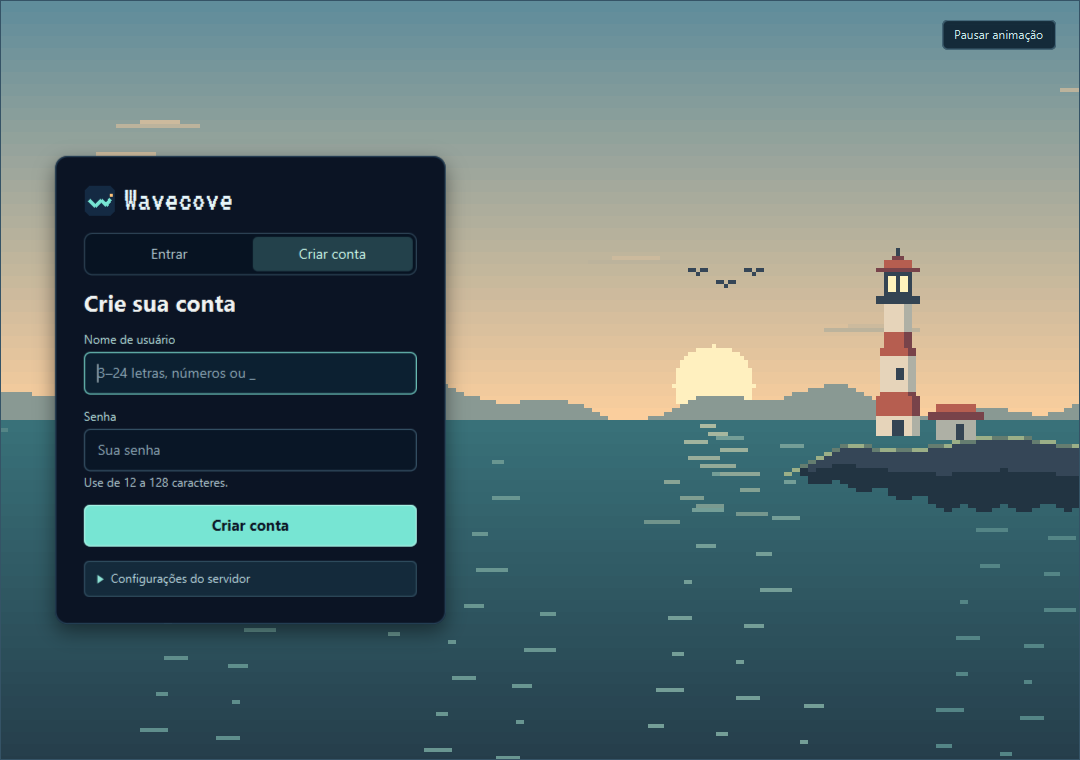 Pausar animação
Wavecove
Entrar
Criar conta
Crie sua conta
Nome de usuário
3–24 letras, números ou _
Senha
Sua senha
Use de 12 a 128 caracteres.
Criar conta
Configurações do servidor